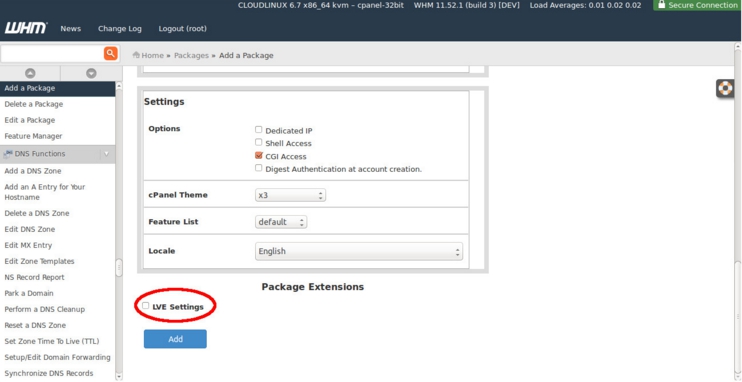 CLOUDLINUX 6.7 x86_64 kvm – cpanel-32bit WHM 11.52.1 (build 3) [DEV] Load Averages: 0.01 0.02 0.02 Secure Connection
WHM News Change Log Logout (root)
Home » Packages » Add a Package
Add a Package
Delete a Package
Edit a Package
Feature Manager
DNS Functions
Add a DNS Zone
Add an A Entry for Your
Hostname
Delete a DNS Zone
Edit DNS Zone
Edit MX Entry
Edit Zone Templates
NS Record Report
Park a Domain
Perform a DNS Cleanup
Reset a DNS Zone
Set Zone Time To Live (TTL)
Setup/Edit Domain Forwarding
Synchronize DNS Records
Settings
Options
Dedicated IP
Shell Access
CGI Access
Digest Authentication at account creation.
cPanel Theme x3
Feature List default
Locale English
Package Extensions
LVE Settings
Add